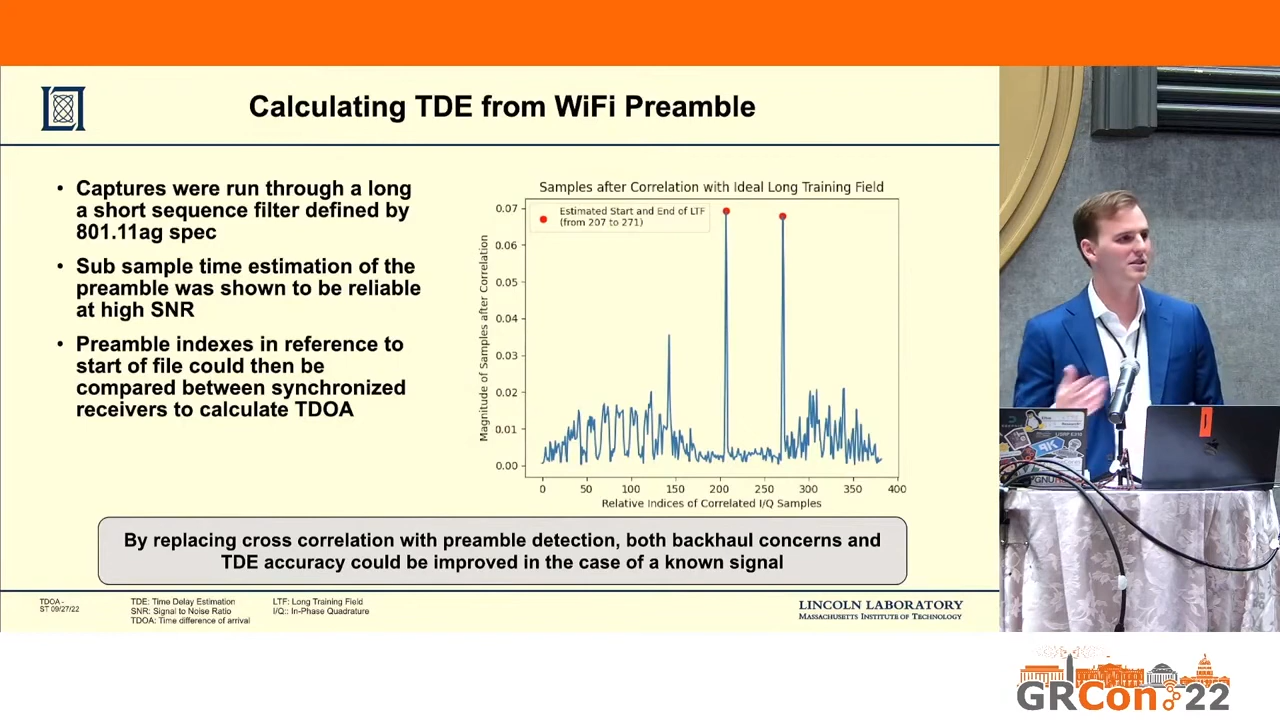 Calculating TDE from WiFi Preamble
• Captures were run through a long
a short sequence filter defined by
801.11ag spec
• Sub sample time estimation of the
preamble was shown to be reliable
at high SNR
• Preamble indexes in reference to
start of file could then be
compared between synchronized
receivers to calculate TDOA
Samples after Correlation with Ideal Long Training Field
Estimated Start and End of LTF
(from 207 to 271)
Magnitude of Samples after Correlation
0.07
0.06
0.05
0.04
0.03
0.02
0.01
0.00
0 50 100 150 200 250 300 350 400
Relative Indices of Correlated I/Q Samples
By replacing cross correlation with preamble detection, both backhaul concerns and
TDE accuracy could be improved in the case of a known signal
TDOA -
ST 09/27/22
TDE: Time Delay Estimation
SNR: Signal to Noise Ratio
TDOA: Time difference of arrival
LTF: Long Training Field
I/Q:: In-Phase Quadrature
LINCOLN LABORATORY
MASSACHUSETTS INSTITUTE OF TECHNOLOGY
GRCon 22